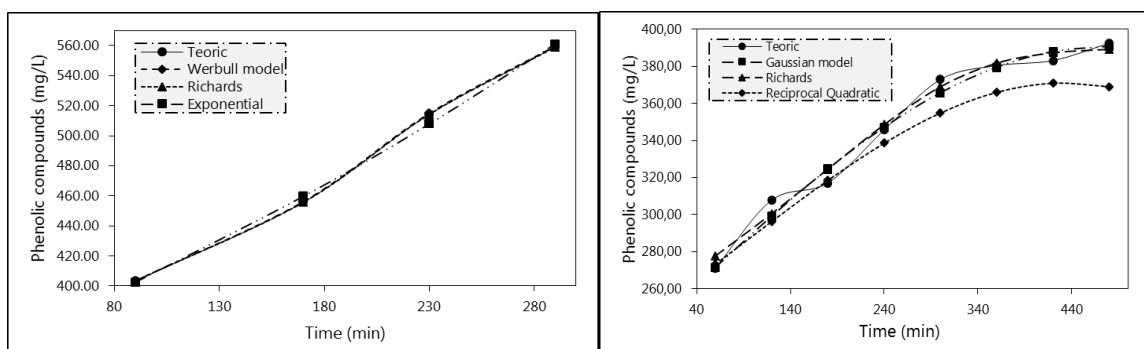 560.00
540.00
520.00
500.00
480.00
460.00
440.00
420.00
400.00
Phenolic compounds (mg/L)
Teoric
Werbull model
Richards
Exponential
80
130
180
230
280
Time (min)
400,00
380,00
360,00
340,00
320,00
300,00
280,00
260,00
Phenolic compounds (mg/L)
Teoric
Gaussian model
Richards
Reciprocal Quadratic
40
140
240
340
440
Time (min)